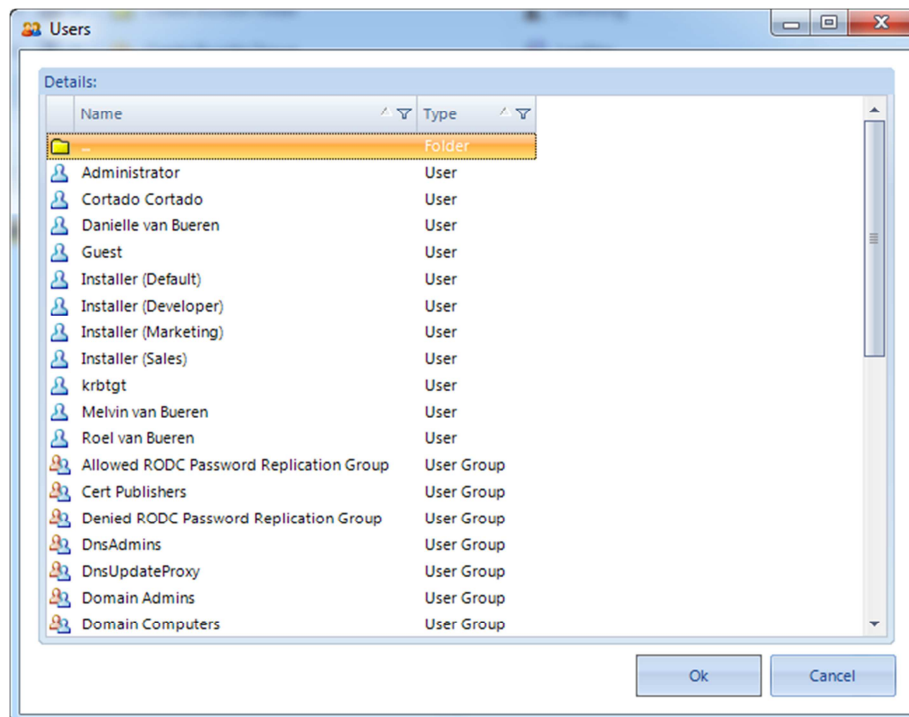 Users
Details:
Name Type
.. Folder
Administrator User
Cortado Cortado User
Danielle van Bueren User
Guest User
Installer (Default) User
Installer (Developer) User
Installer (Marketing) User
Installer (Sales) User
krbtgt User
Melvin van Bueren User
Roel van Bueren User
Allowed RODC Password Replication Group User Group
Cert Publishers User Group
Denied RODC Password Replication Group User Group
DnsAdmins User Group
DnsUpdateProxy User Group
Domain Admins User Group
Domain Computers User Group
Ok Cancel